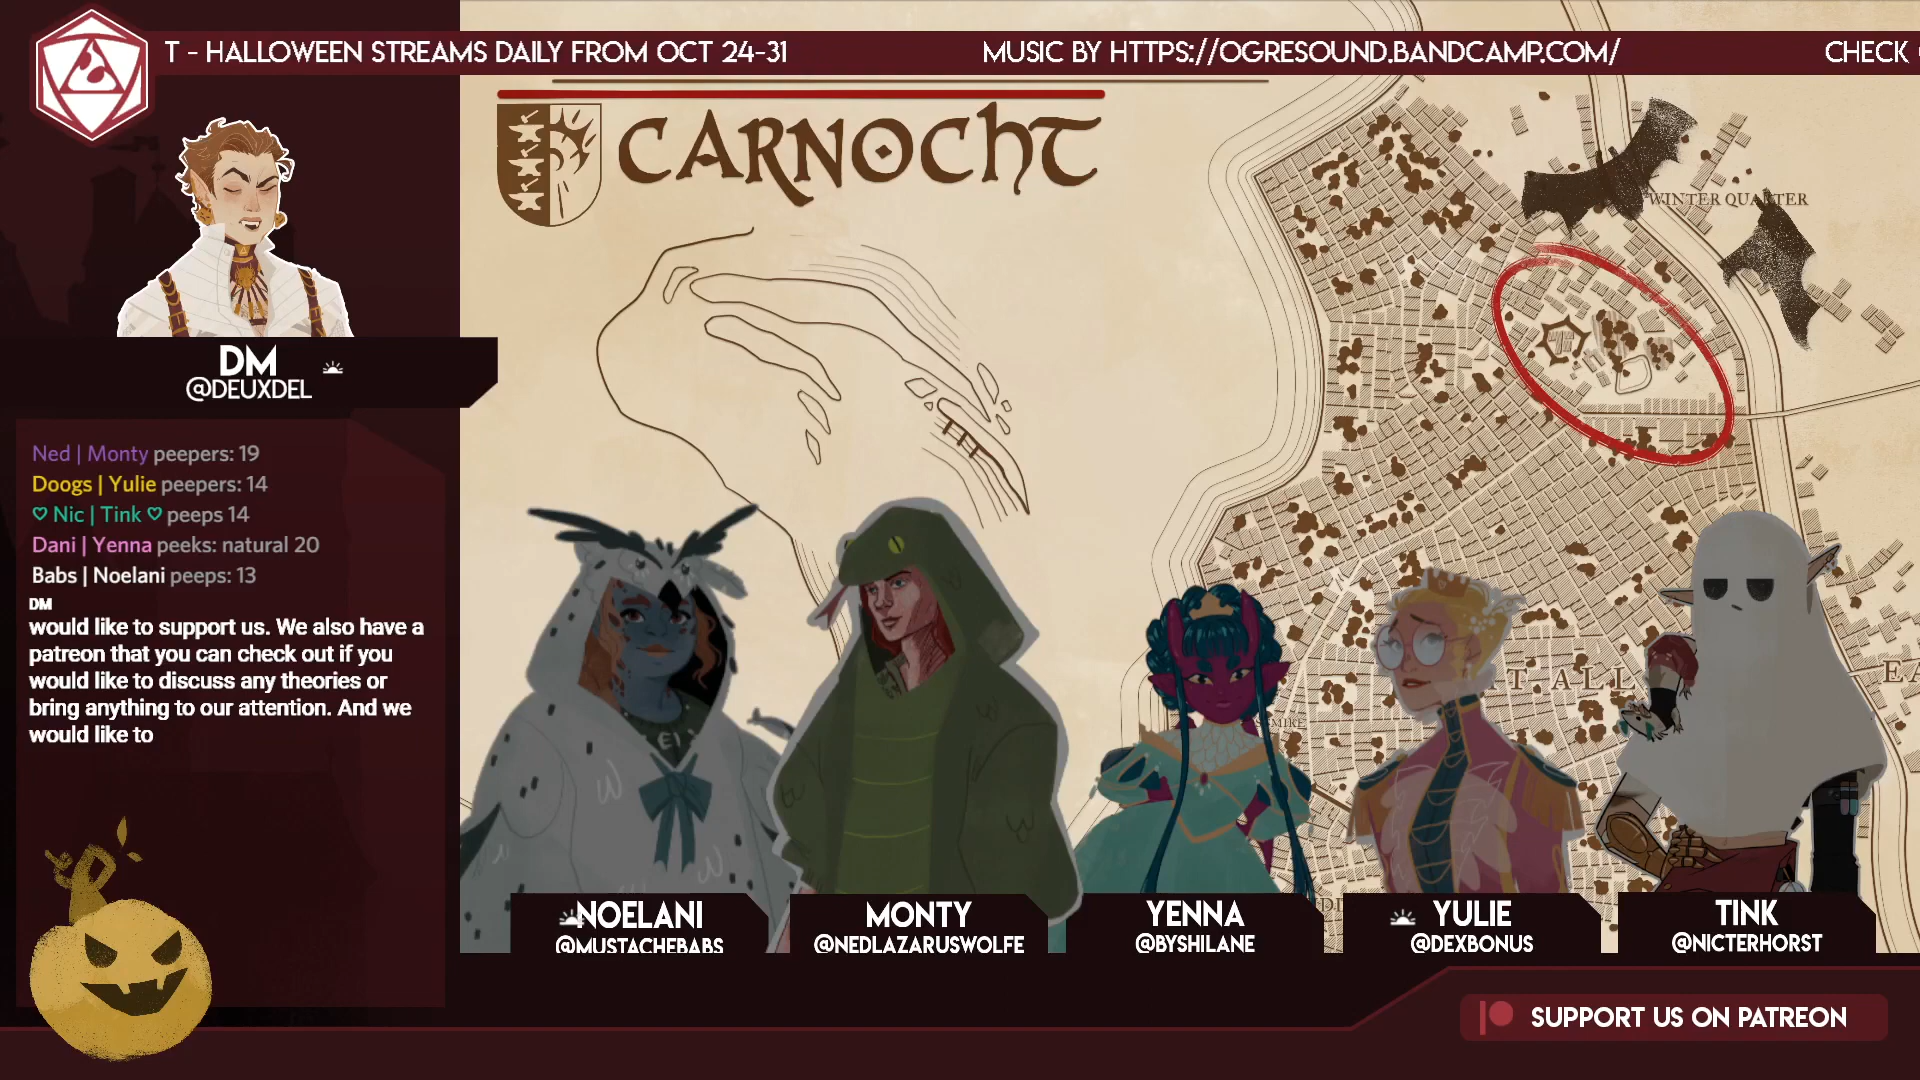 T - HALLOWEEN STREAMS DAILY FROM OCT 24-31 MUSIC BY HTTPS://OGRESOUND.BANDCAMP.COM/ CHECK
CARNOCHT
WINTER QUARTER
DM
@DEUXDEL
Ned | Monty peepers: 19
Doogs | Yulie peepers: 14
♡ Nic | Tink ♡ peeps 14
Dani | Yenna peeks: natural 20
Babs | Noelani peeps: 13
DM
would like to support us. We also have a
patreon that you can check out if you
would like to discuss any theories or
bring anything to our attention. And we
would like to
NOELANI
@MUSTACHEBABS
MONTY
@NEDLAZARUSWOLFE
YENNA
@BYSHILANE
YULIE
@DEXBONUS
TINK
@NICTERHORST
SUPPORT US ON PATREON